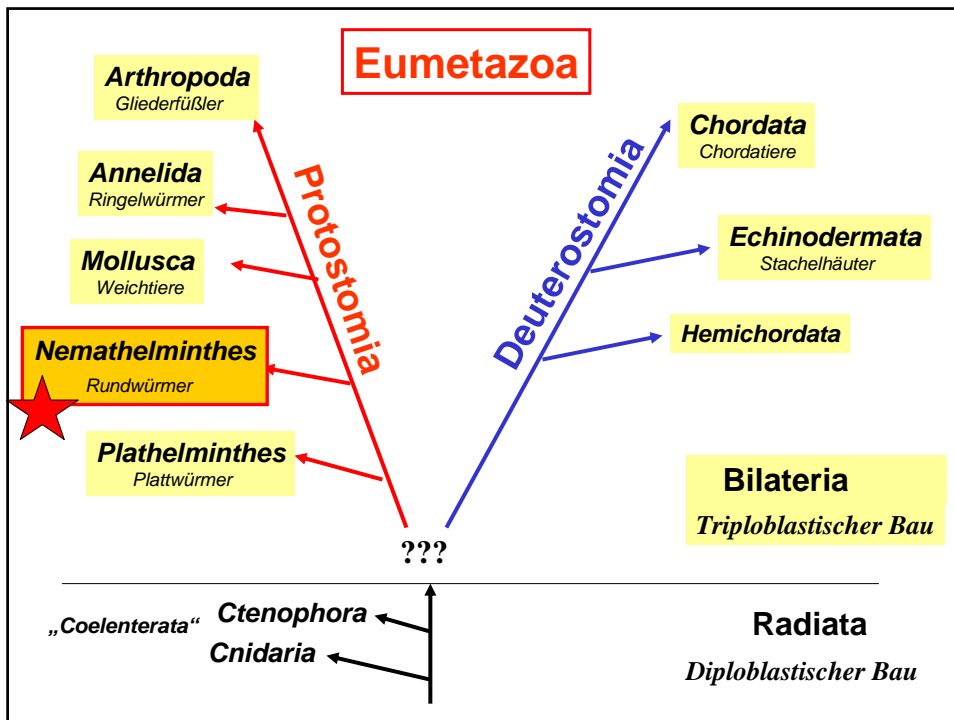 Eumetazoa
Arthropoda
Gliederfüßler
Annelida
Ringelwürmer
Mollusca
Weichtiere
Nemathelminthes
Rundwürmer
Plathelminthes
Plattwürmer
Protostomia
Deuterostomia
Chordata
Chordatiere
Echinodermata
Stachelhäuter
Hemichordata
Bilateria
Triploblastischer Bau
???
„Coelenterata“
Ctenophora
Cnidaria
Radiata
Diploblastischer Bau